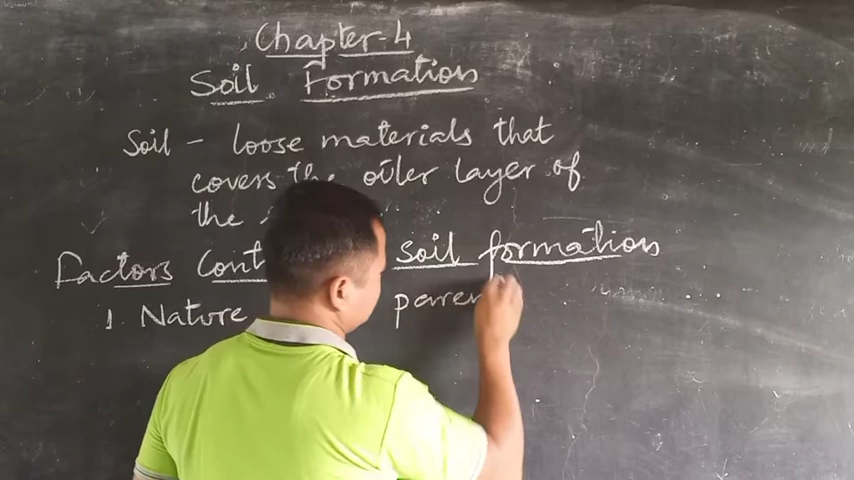 Chapter-4
Soil Formation
Soil - loose materials that
covers the outer layer of
the
Factors Cont soil formation
1. Nature paren